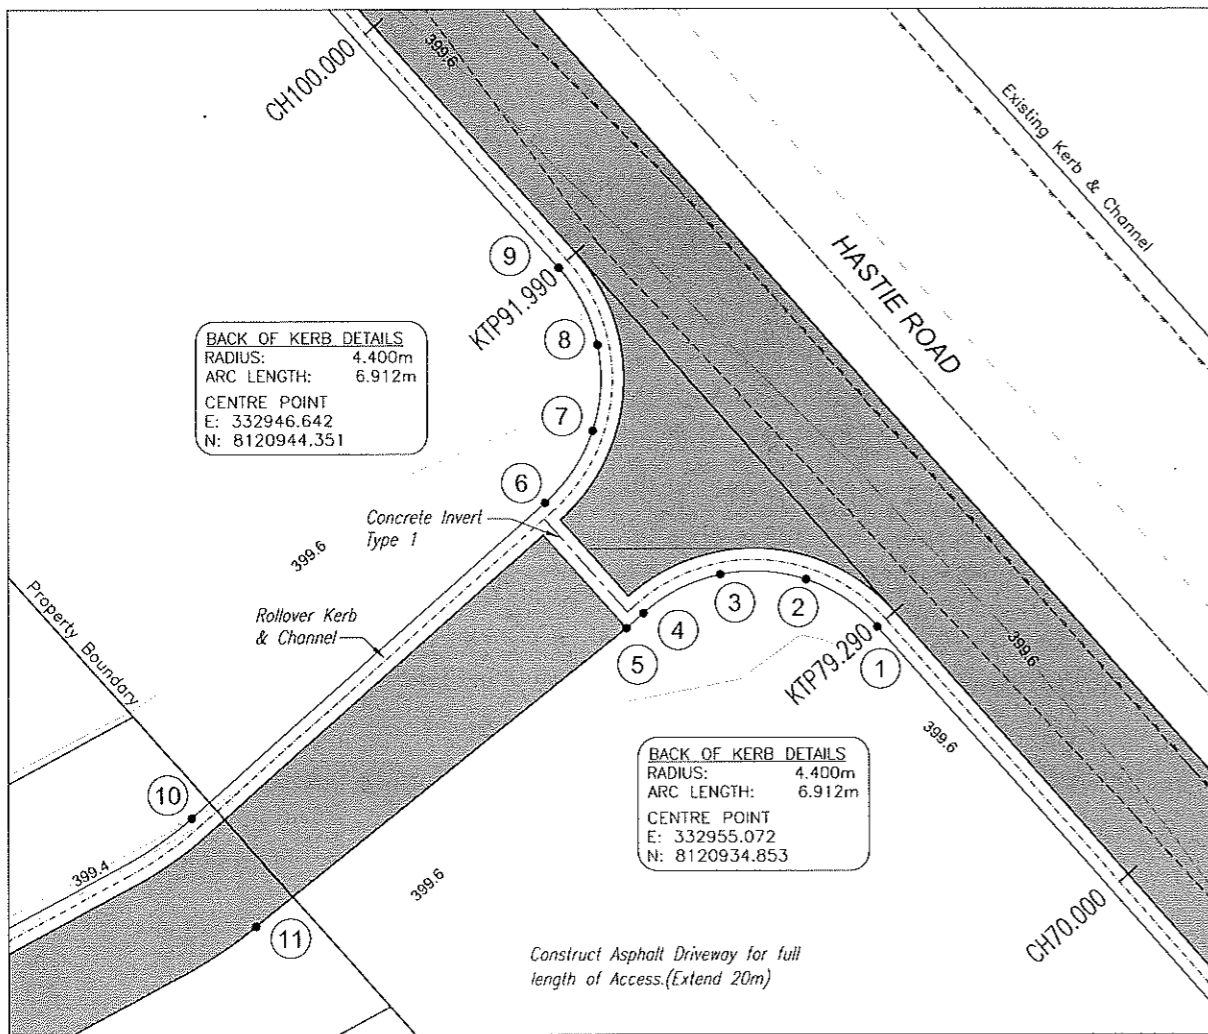 399.6
CH100.000
Existing Kerb & Channel
HASTIE ROAD
9
KTP91.990
8
BACK OF KERB DETAILS
RADIUS: 4.400m
ARC LENGTH: 6.912m
CENTRE POINT
E: 332946.642
N: 8120944.351
7
6
Concrete Invert
Type 1
399.6
3
2
4
5
1
KTP79.290
399.6
Property Boundary
Rollover Kerb
& Channel
399.6
BACK OF KERB DETAILS
RADIUS: 4.400m
ARC LENGTH: 6.912m
CENTRE POINT
E: 332955.072
N: 8120934.853
10
399.4
399.6
11
CH70.000
Construct Asphalt Driveway for full
length of Access.(Extend 20m)